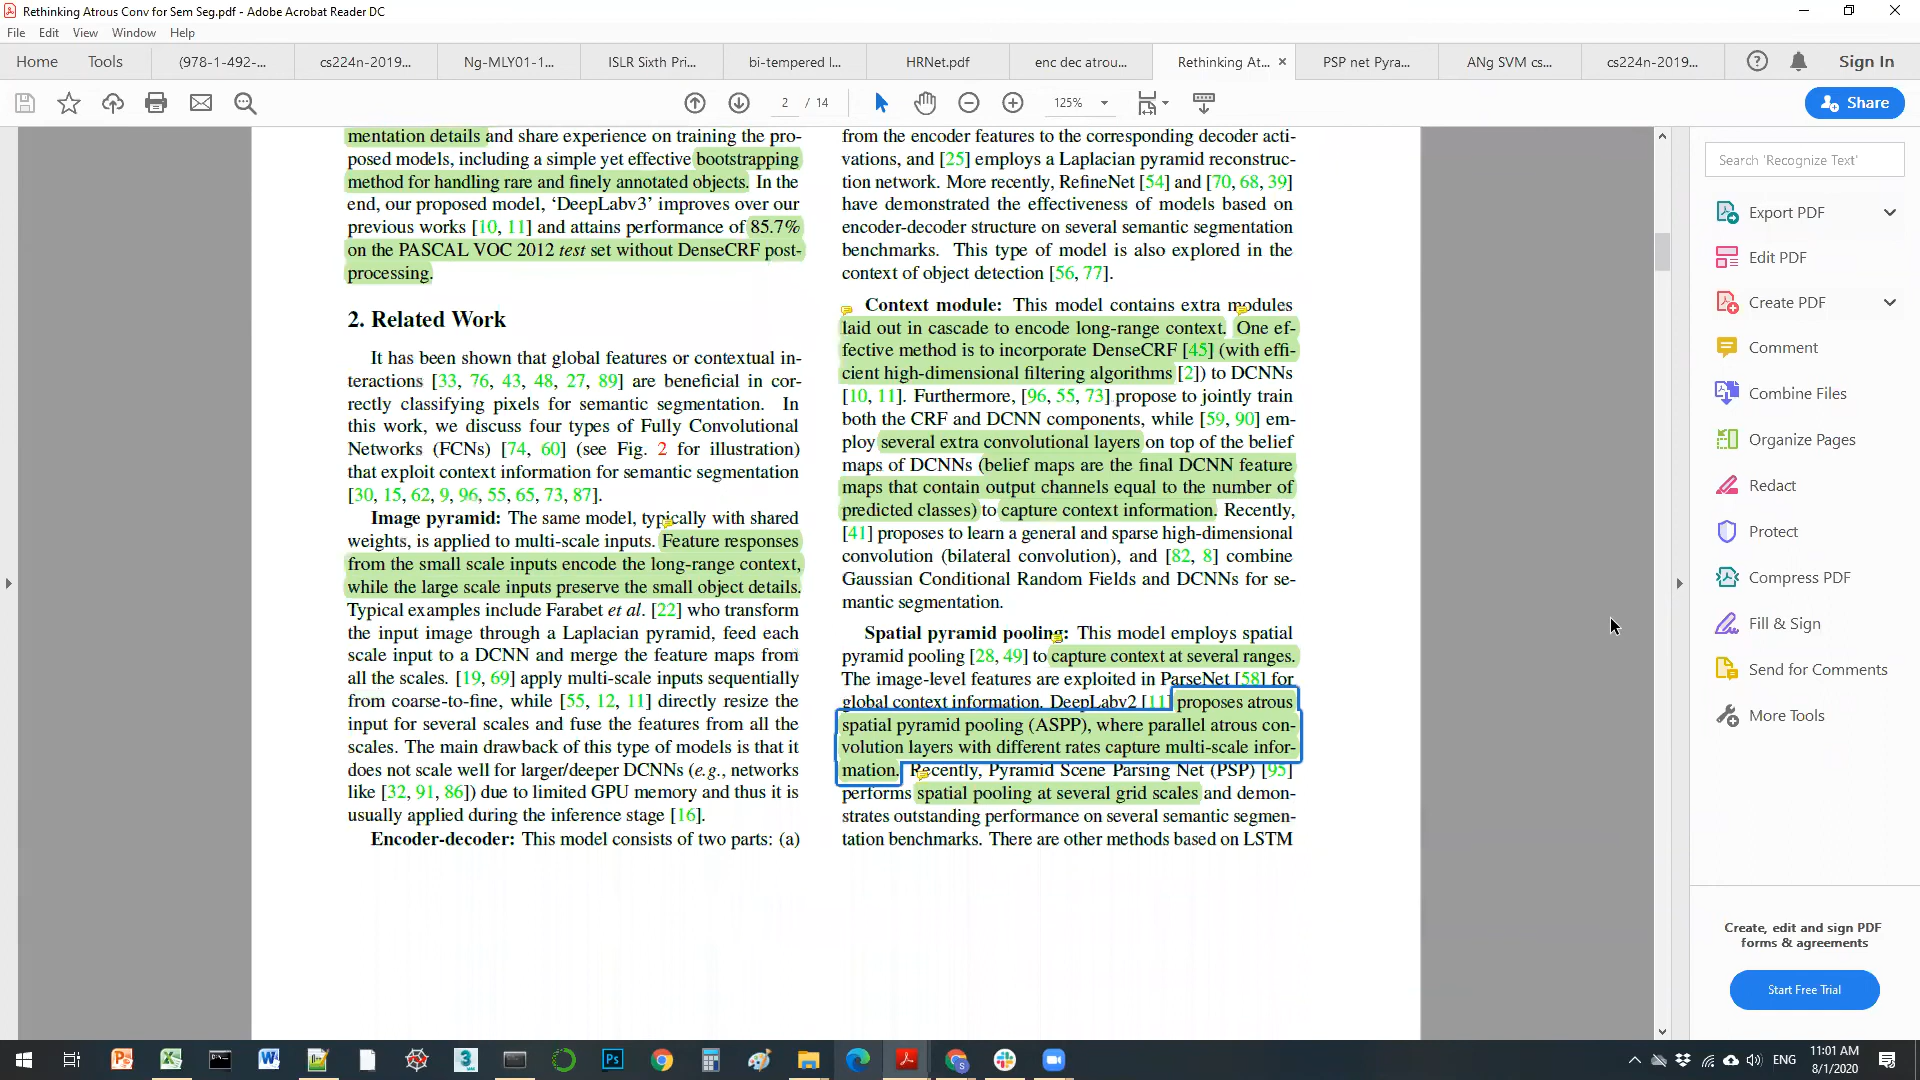 Rethinking Atrous Conv for Sem Seg.pdf - Adobe Acrobat Reader DC
File Edit View Window Help
Home Tools (978-1-492-... cs224n-2019... Ng-MLY01-1... ISLR Sixth Pri... bi-tempered l... HRNet.pdf enc dec atrou... Rethinking At... × PSP net Pyra... ANg SVM cs... cs224n-2019... Sign In
2 / 14 125% Share
mentation details and share experience on training the pro-
posed models, including a simple yet effective bootstrapping
method for handling rare and finely annotated objects. In the
end, our proposed model, ‘DeepLabv3’ improves over our
previous works [10, 11] and attains performance of 85.7%
on the PASCAL VOC 2012 test set without DenseCRF post-
processing.
2. Related Work
It has been shown that global features or contextual in-
teractions [33, 76, 43, 48, 27, 89] are beneficial in cor-
rectly classifying pixels for semantic segmentation. In
this work, we discuss four types of Fully Convolutional
Networks (FCNs) [74, 60] (see Fig. 2 for illustration)
that exploit context information for semantic segmentation
[30, 15, 62, 9, 96, 55, 65, 73, 87].
Image pyramid: The same model, typically with shared
weights, is applied to multi-scale inputs. Feature responses
from the small scale inputs encode the long-range context,
while the large scale inputs preserve the small object details.
Typical examples include Farabet et al. [22] who transform
the input image through a Laplacian pyramid, feed each
scale input to a DCNN and merge the feature maps from
all the scales. [19, 69] apply multi-scale inputs sequentially
from coarse-to-fine, while [55, 12, 11] directly resize the
input for several scales and fuse the features from all the
scales. The main drawback of this type of models is that it
does not scale well for larger/deeper DCNNs (e.g., networks
like [32, 91, 86]) due to limited GPU memory and thus it is
usually applied during the inference stage [16].
Encoder-decoder: This model consists of two parts: (a)
from the encoder features to the corresponding decoder acti-
vations, and [25] employs a Laplacian pyramid reconstruc-
tion network. More recently, RefineNet [54] and [70, 68, 39]
have demonstrated the effectiveness of models based on
encoder-decoder structure on several semantic segmentation
benchmarks. This type of model is also explored in the
context of object detection [56, 77].
Context module: This model contains extra modules
laid out in cascade to encode long-range context. One ef-
fective method is to incorporate DenseCRF [45] (with effi-
cient high-dimensional filtering algorithms [2]) to DCNNs
[10, 11]. Furthermore, [96, 55, 73] propose to jointly train
both the CRF and DCNN components, while [59, 90] em-
ploy several extra convolutional layers on top of the belief
maps of DCNNs (belief maps are the final DCNN feature
maps that contain output channels equal to the number of
predicted classes) to capture context information. Recently,
[41] proposes to learn a general and sparse high-dimensional
convolution (bilateral convolution), and [82, 8] combine
Gaussian Conditional Random Fields and DCNNs for se-
mantic segmentation.
Spatial pyramid pooling: This model employs spatial
pyramid pooling [28, 49] to capture context at several ranges.
The image-level features are exploited in ParseNet [58] for
global context information. DeepLabv2 [11] proposes atrous
spatial pyramid pooling (ASPP), where parallel atrous con-
volution layers with different rates capture multi-scale infor-
mation. Recently, Pyramid Scene Parsing Net (PSP) [95]
performs spatial pooling at several grid scales and demon-
strates outstanding performance on several semantic segmen-
tation benchmarks. There are other methods based on LSTM
Search 'Recognize Text'
Export PDF
Edit PDF
Create PDF
Comment
Combine Files
Organize Pages
Redact
Protect
Compress PDF
Fill & Sign
Send for Comments
More Tools
Create, edit and sign PDF
forms & agreements
Start Free Trial
ENG
11:01 AM
8/1/2020